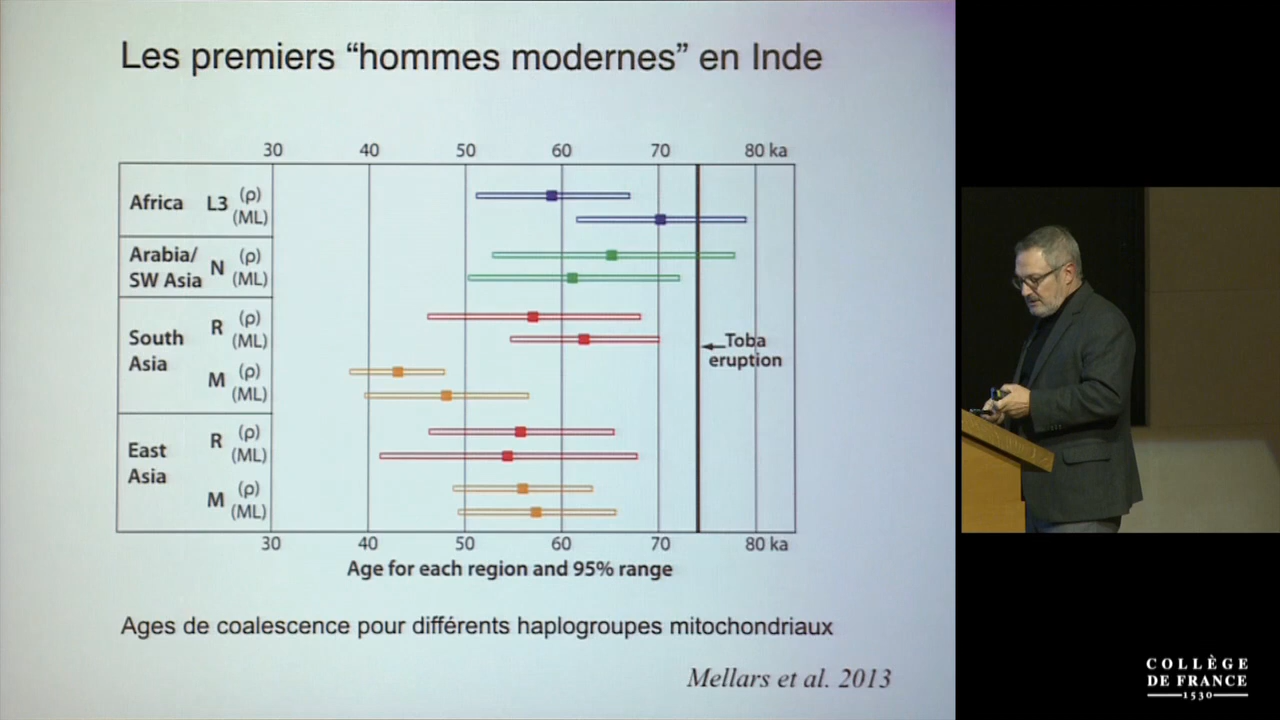 Les premiers “hommes modernes” en Inde
30 40 50 60 70 80 ka
Africa L3 (ρ)
(ML)
Arabia/
SW Asia N (ρ)
(ML)
South
Asia
R (ρ)
(ML)
M (ρ)
(ML)
Toba
eruption
East
Asia
R (ρ)
(ML)
M (ρ)
(ML)
30 40 50 60 70 80 ka
Age for each region and 95% range
Ages de coalescence pour différents haplogroupes mitochondriaux
Mellars et al. 2013
COLLÈGE
DE FRANCE
1530